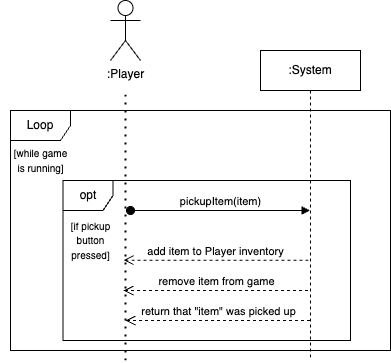 :Player
:System
Loop
[while game
is running]
opt
pickupItem(item)
[if pickup
button
pressed]
add item to Player inventory
remove item from game
return that "item" was picked up